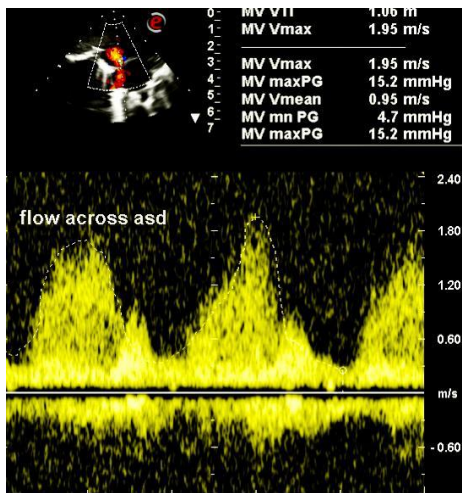 MV VTI 1.06 m
MV Vmax 1.95 m/s
MV Vmax 1.95 m/s
MV maxPG 15.2 mmHg
MV Vmean 0.95 m/s
MV mn PG 4.7 mmHg
MV maxPG 15.2 mmHg
0
1
2
3
4
5
6
7
flow across asd
2.40
1.80
1.20
0.60
m/s
-0.60